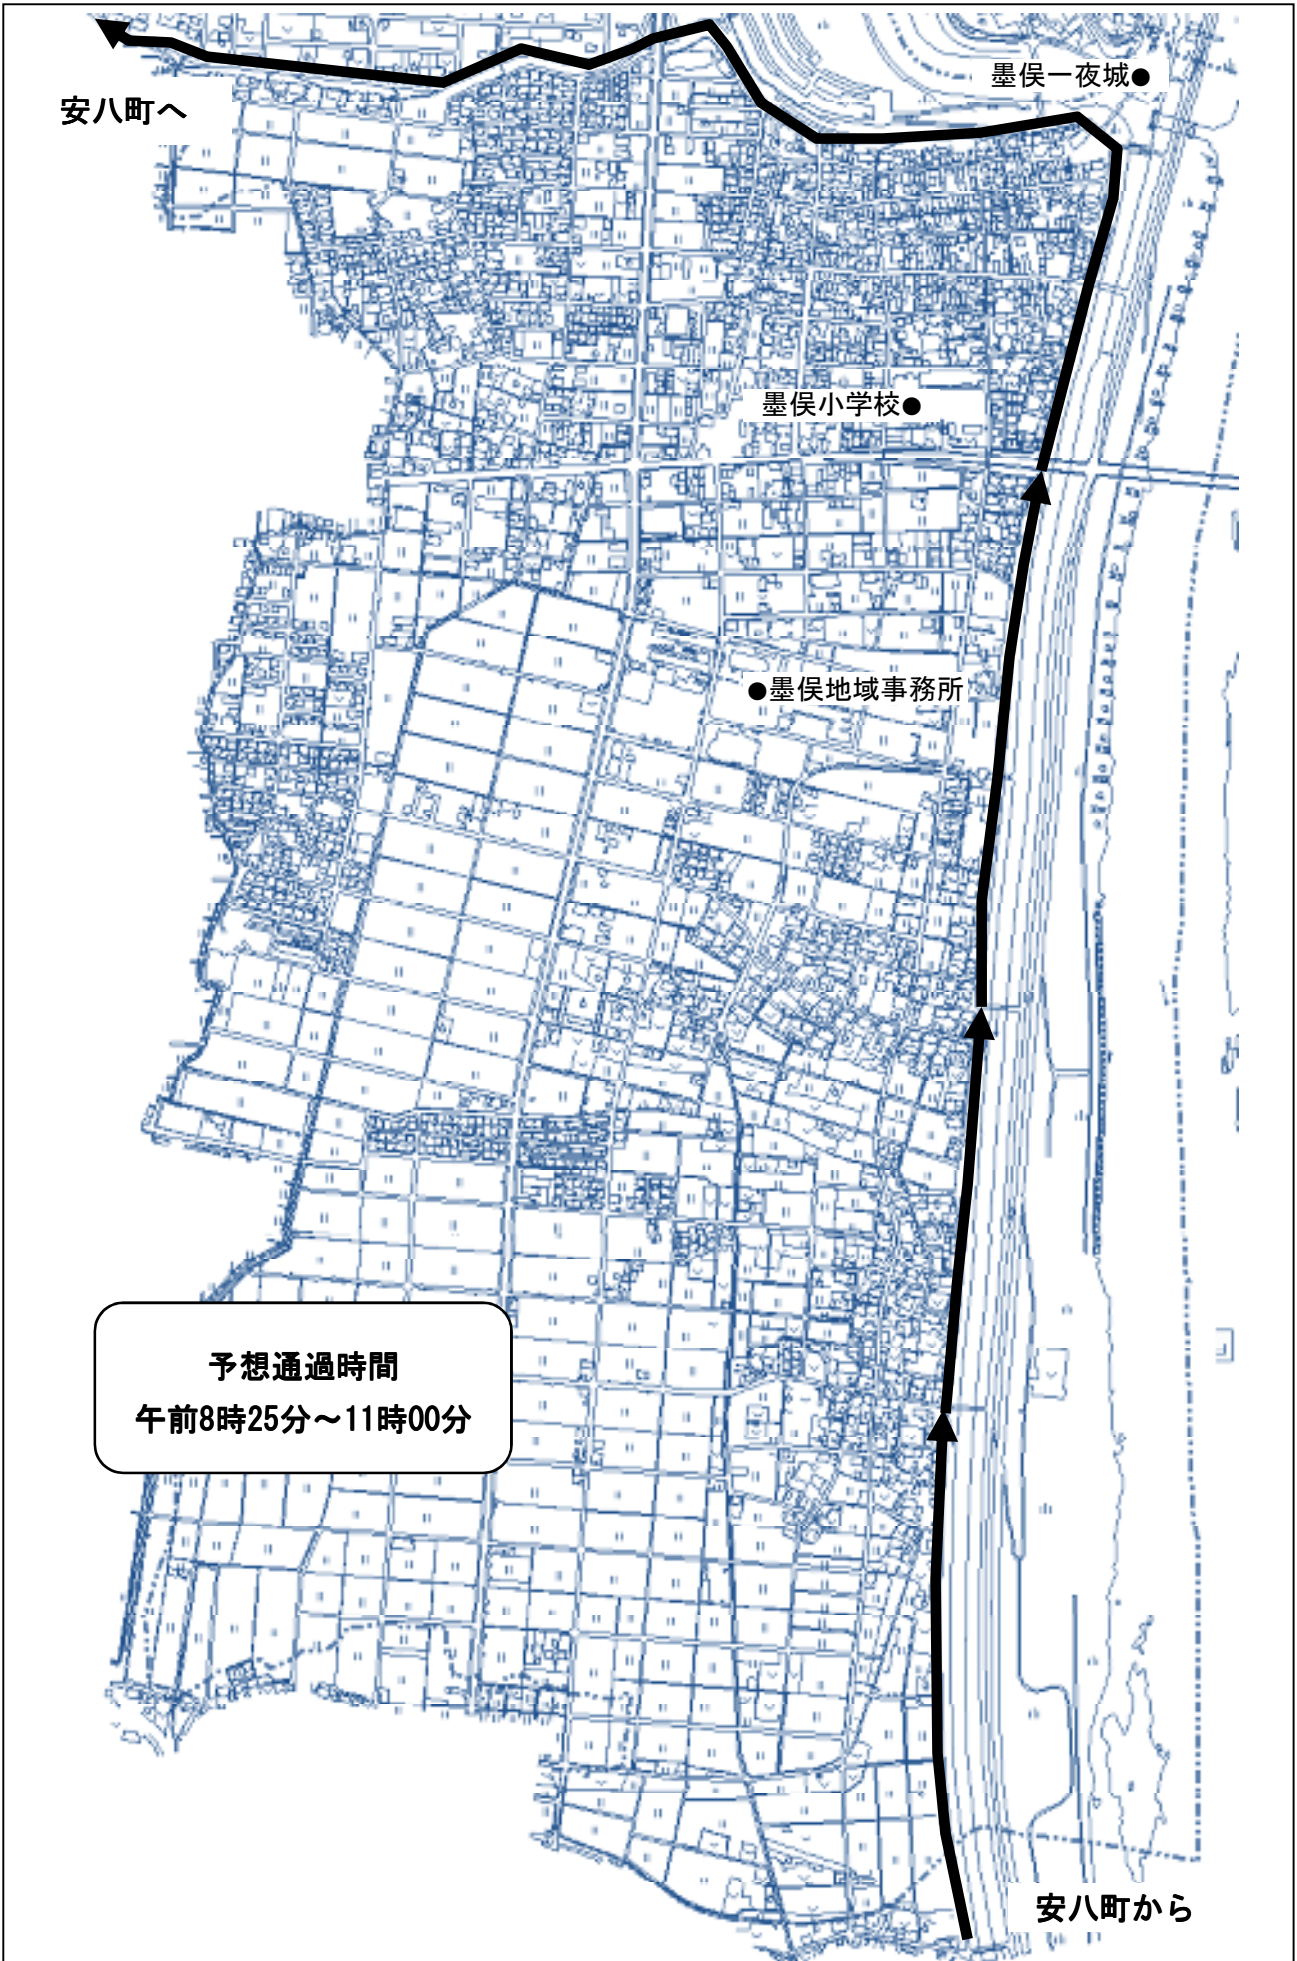 墨俣一夜城●
安八町へ
墨俣小学校●
●墨俣地域事務所
予想通過時間
午前8時25分～11時00分
安八町から